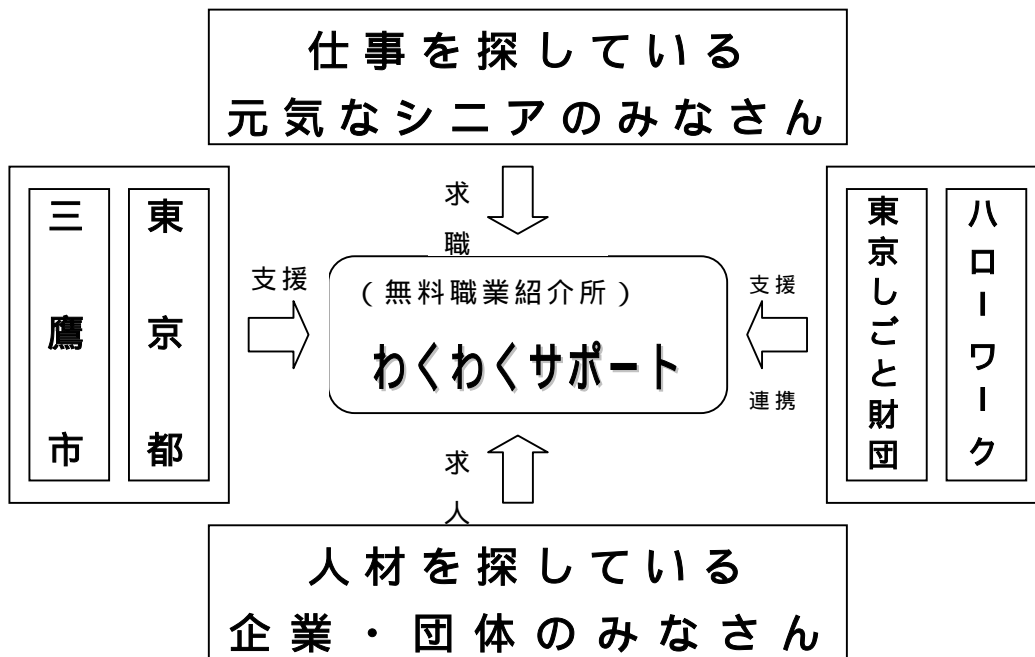 仕事を探している
元気なシニアのみなさん
求職
三鷹市
東京都
支援
（無料職業紹介所）
わくわくサポート
支援
連携
東京しごと財団
ハローワーク
求人
人材を探している
企業・団体のみなさん